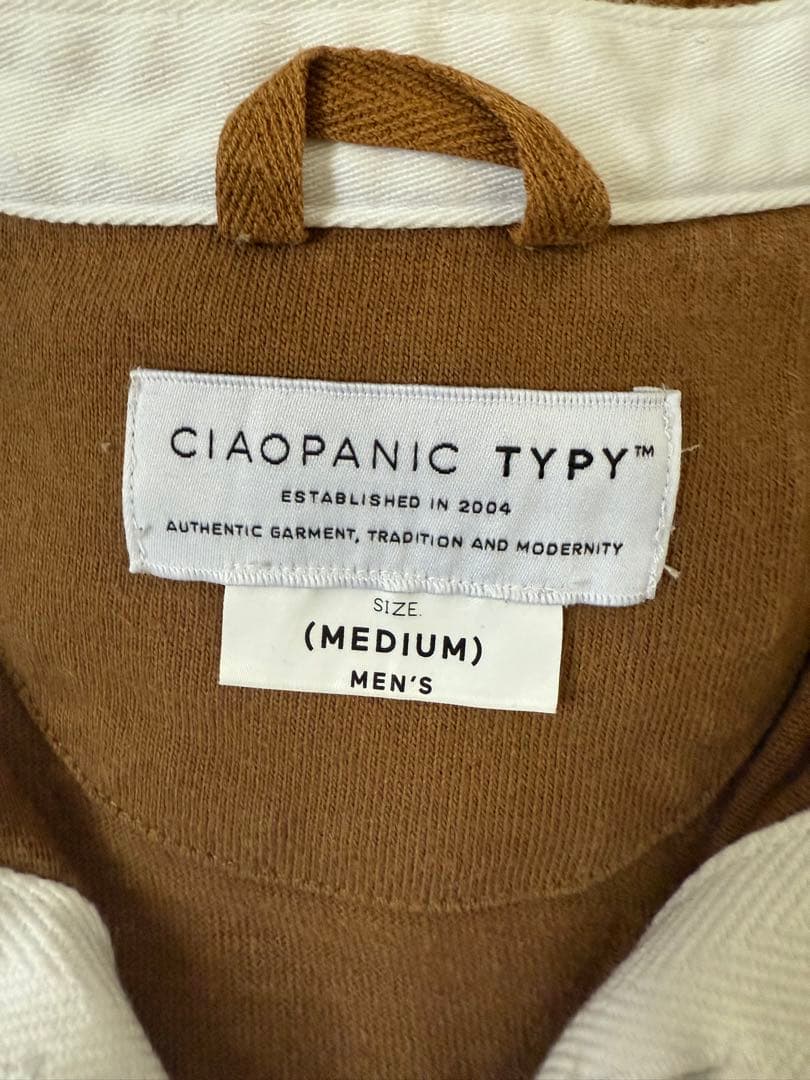 CIAOPANIC TYPY™
ESTABLISHED IN 2004
AUTHENTIC GARMENT, TRADITION AND MODERNITY
SIZE.
(MEDIUM)
MEN'S